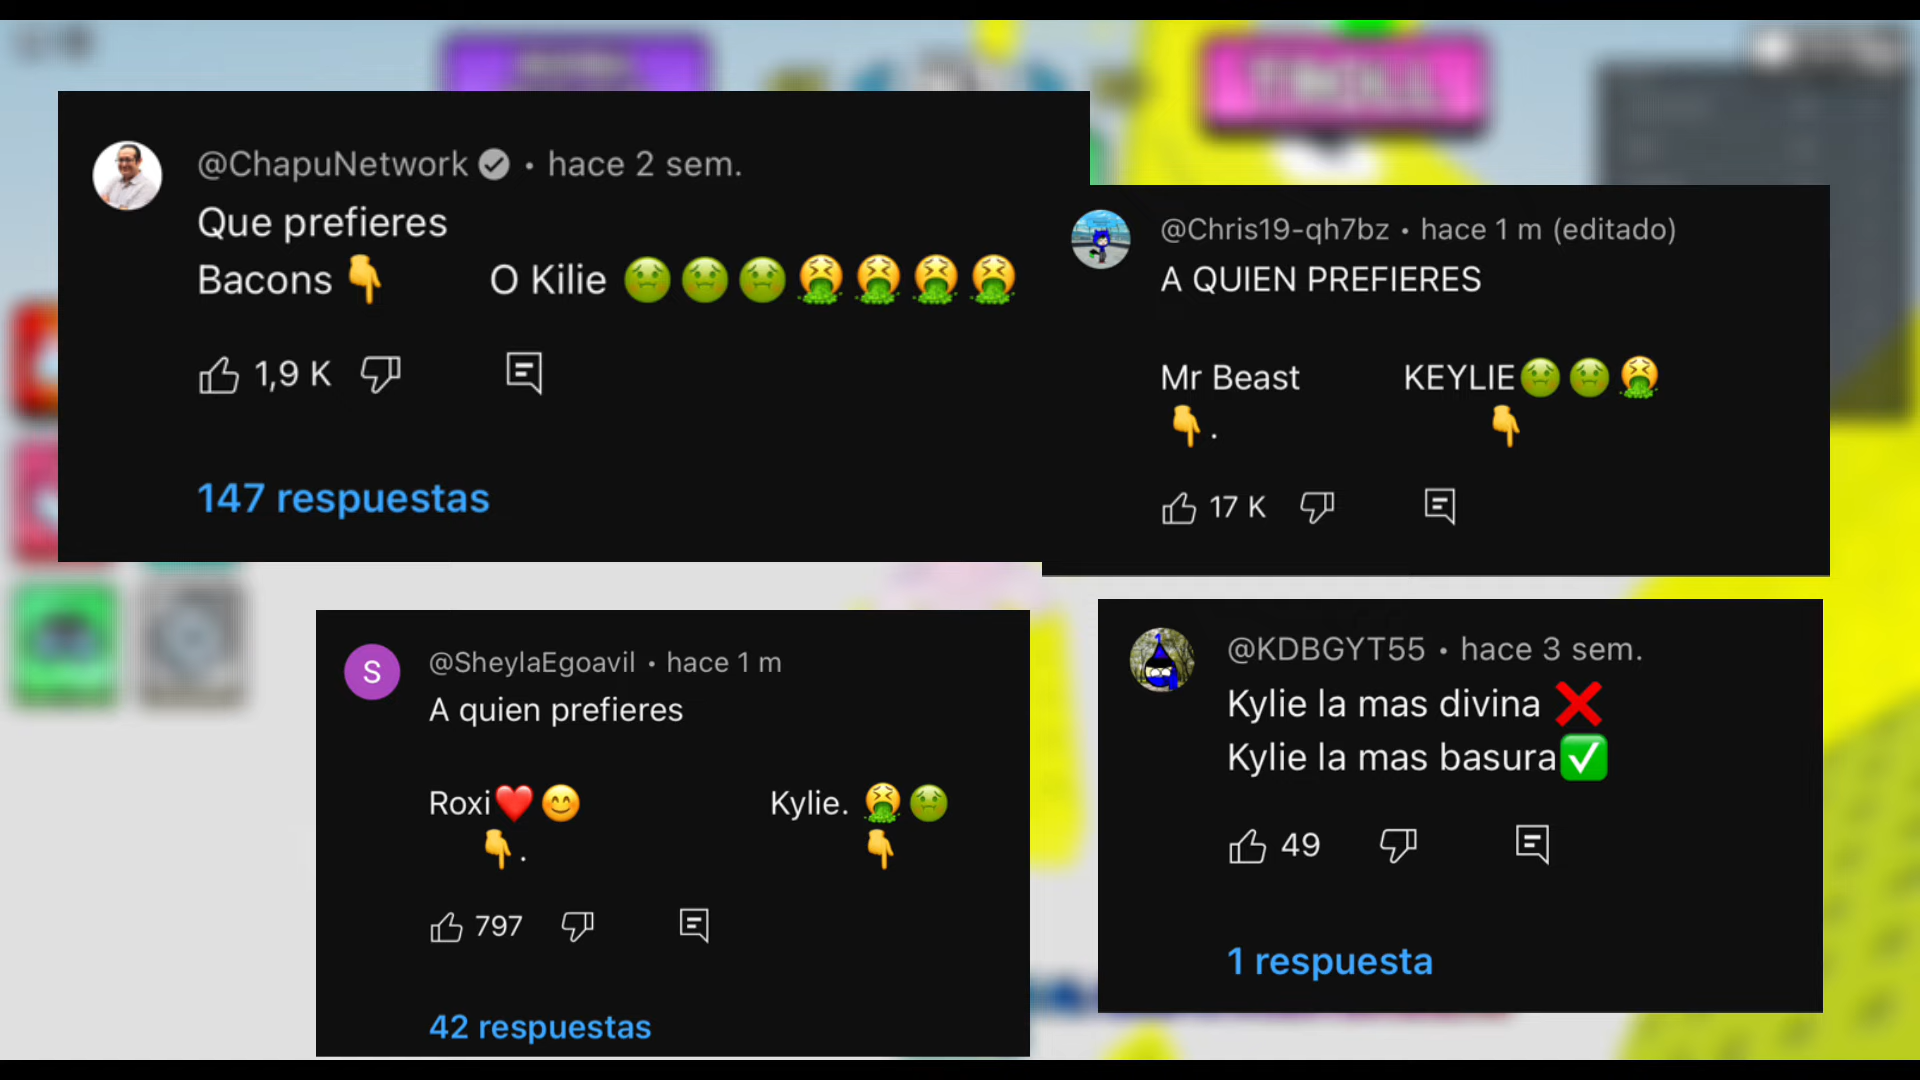 @ChapuNetwork • hace 2 sem.
Que prefieres
Bacons 👇 O Kilie 🤢🤢🤢🤮🤮🤮🤮
1,9 K
147 respuestas
@Chris19-qh7bz • hace 1 m (editado)
A QUIEN PREFIERES
Mr Beast KEYLIE🤢🤢🤮
👇. 👇
17 K
S
@SheylaEgoavil • hace 1 m
A quien prefieres
Roxi❤️😊 Kylie. 🤮🤢
👇. 👇
797
42 respuestas
@KDBGYT55 • hace 3 sem.
Kylie la mas divina ❌
Kylie la mas basura✅
49
1 respuesta
TROLL